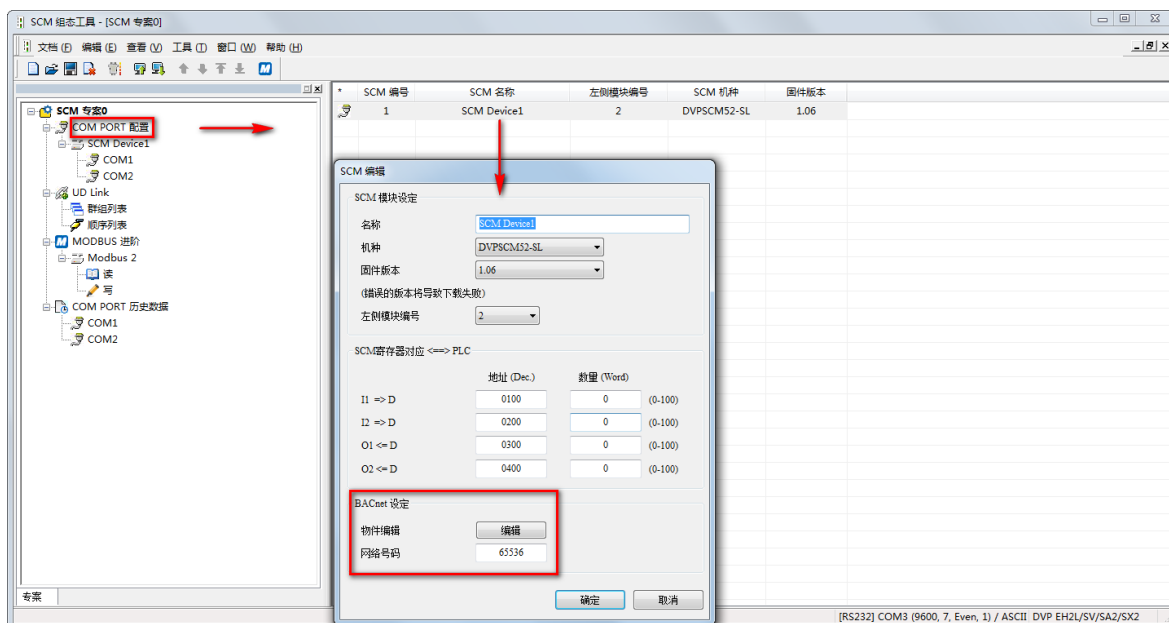 SCM 组态工具 - [SCM 专案0]
文档 (F) 编辑 (E) 查看 (V) 工具 (T) 窗口 (W) 帮助 (H)
SCM 专案0
COM PORT 配置
SCM Device1
COM1
COM2
UD Link
群组列表
顺序列表
MODBUS 进阶
Modbus 2
读
写
COM PORT 历史数据
COM1
COM2
专案
* SCM 编号 SCM 名称 左侧模块编号 SCM 机种 固件版本
1 SCM Device1 2 DVPSCM52-SL 1.06
SCM 编辑
SCM 模块设定
名称 SCM Device1
机种 DVPSCM52-SL
固件版本 1.06
(错误的版本将导致下载失败)
左侧模块编号 2
SCM寄存器对应 <==> PLC
地址 (Dec.) 数量 (Word)
I1 => D 0100 0 (0-100)
I2 => D 0200 0 (0-100)
O1 <= D 0300 0 (0-100)
O2 <= D 0400 0 (0-100)
BACnet 设定
物件编辑 编辑
网络号码 65536
确定 取消
[RS232] COM3 (9600, 7, Even, 1) / ASCII DVP EH2L/SV/SA2/SX2